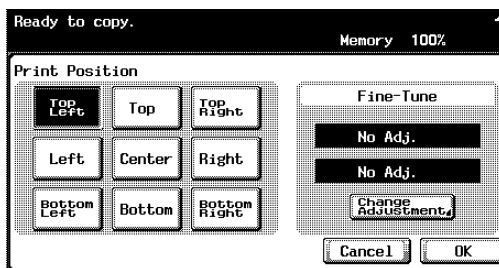 Ready to copy.
Memory 100%
Print Position
Top Left
Top
Top Right
Left
Center
Right
Bottom Left
Bottom
Bottom Right
Fine-Tune
No Adj.
No Adj.
Change Adjustment
Cancel
OK